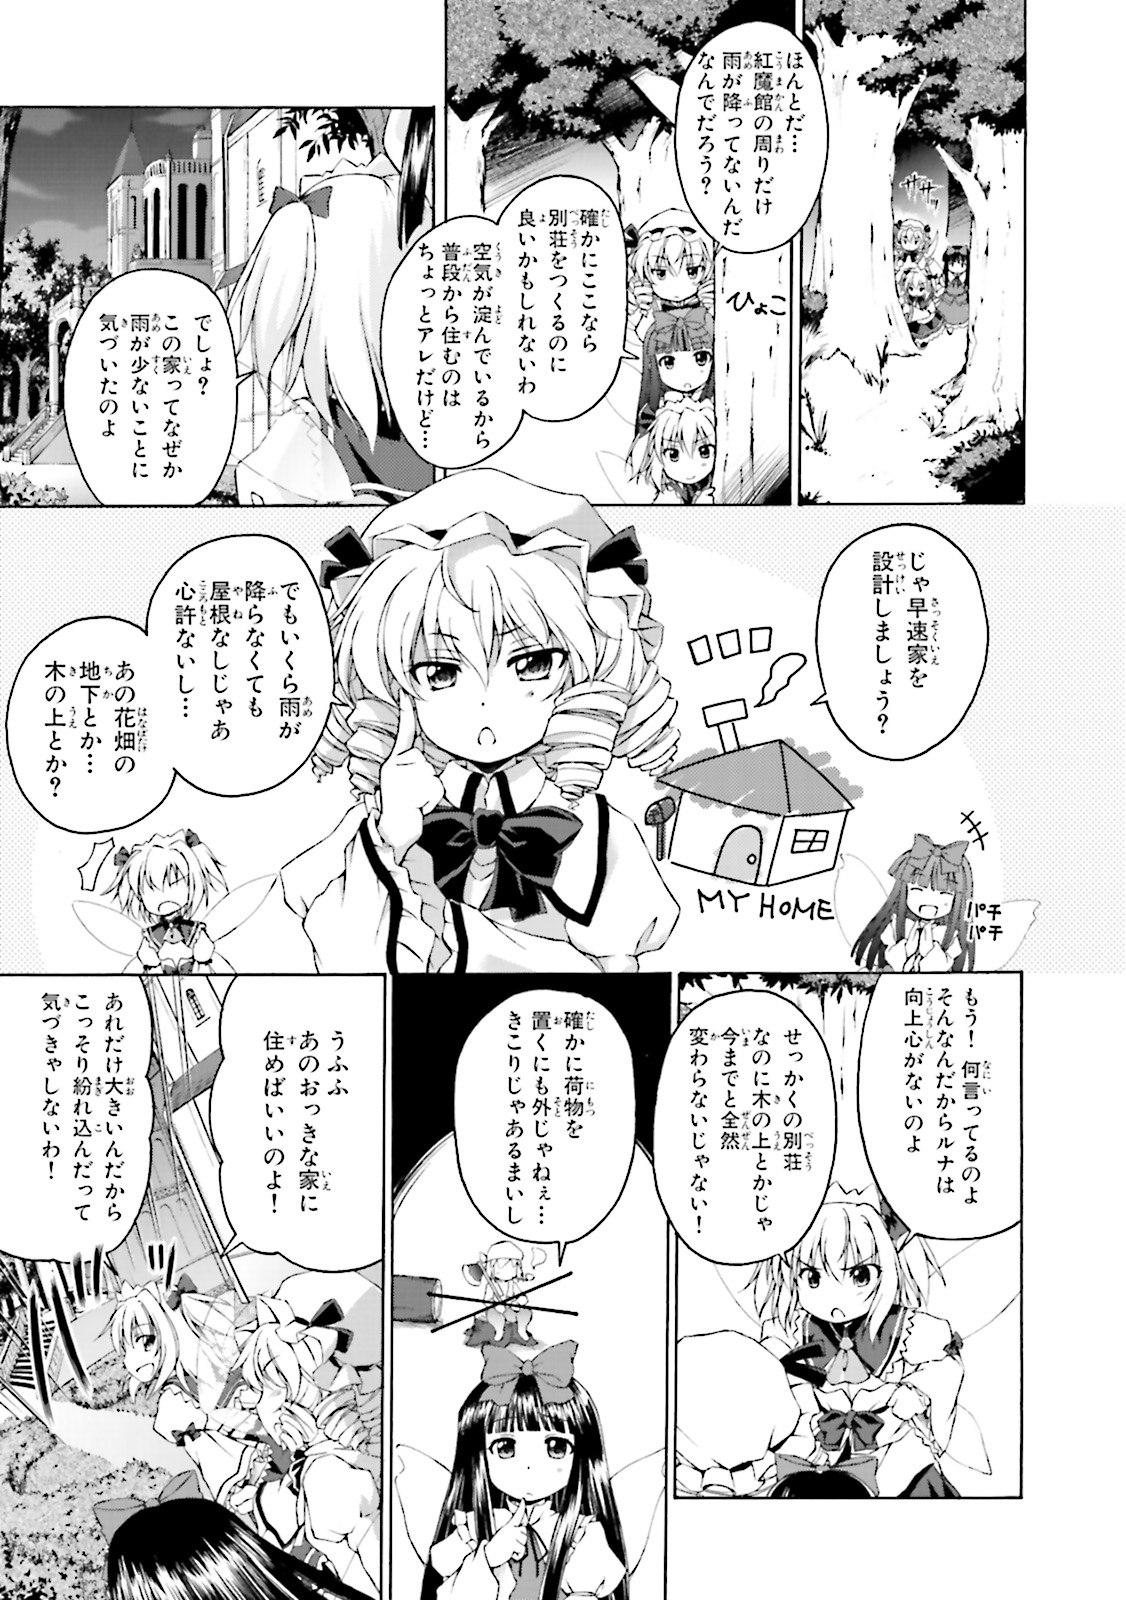 ササッ
ほんとだ…
紅魔館の周りだけ
雨が降ってないんだ
なんでだろう?
ひょこ
確かにここなら
別荘をつくるのに
良いかもしれないわ
空気が淀んでいるから
普段から住むのは
ちょっとアレだけど…
でしょ?
この家ってなぜか
雨が少ないことに
気づいたのよ
じゃ早速家を
設計しましょう?
MY HOME
パチ
パチ
でもいくら雨が
降らなくても
屋根なしじゃあ
心許ないし…
あの花畑の
地下とか…
木の上とか?
もう! 何言ってるのよ
そんなんだからルナは
向上心がないのよ
せっかくの別荘
なのに木の上とかじゃ
今までと全然
変わらないじゃない!
確かに荷物を
置くにも外じゃねぇ…
きこりじゃあるまいし
うふふ
あのおっきな家に
住めばいいのよ!
あれだけ大きいんだから
こっそり紛れ込んだって
気づきゃしないわ!